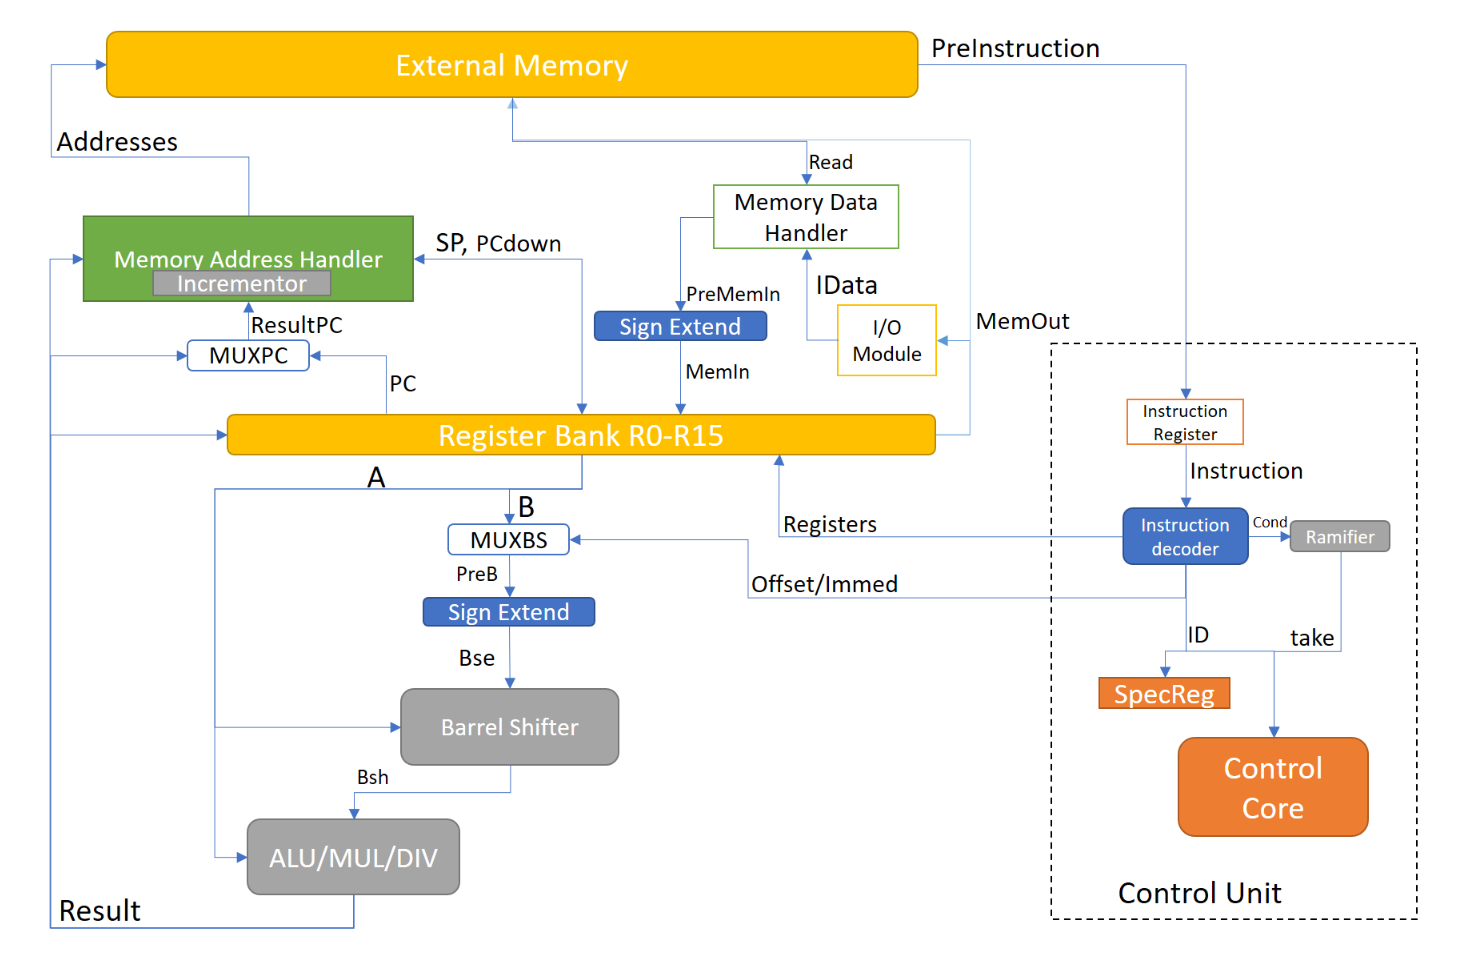 PreInstruction
External Memory
Addresses
Read
Memory Data
Handler
SP, PCdown
Memory Address Handler
Incrementor
IData
PreMemIn
ResultPC
Sign Extend
I/O
Module
MemOut
MUXPC
MemIn
PC
Instruction
Register
Register Bank R0-R15
Instruction
A
B
Registers
Instruction
decoder
Cond
Ramifier
MUXBS
PreB
Offset/Immed
Sign Extend
ID
take
Bse
SpecReg
Barrel Shifter
Control
Core
Bsh
ALU/MUL/DIV
Control Unit
Result